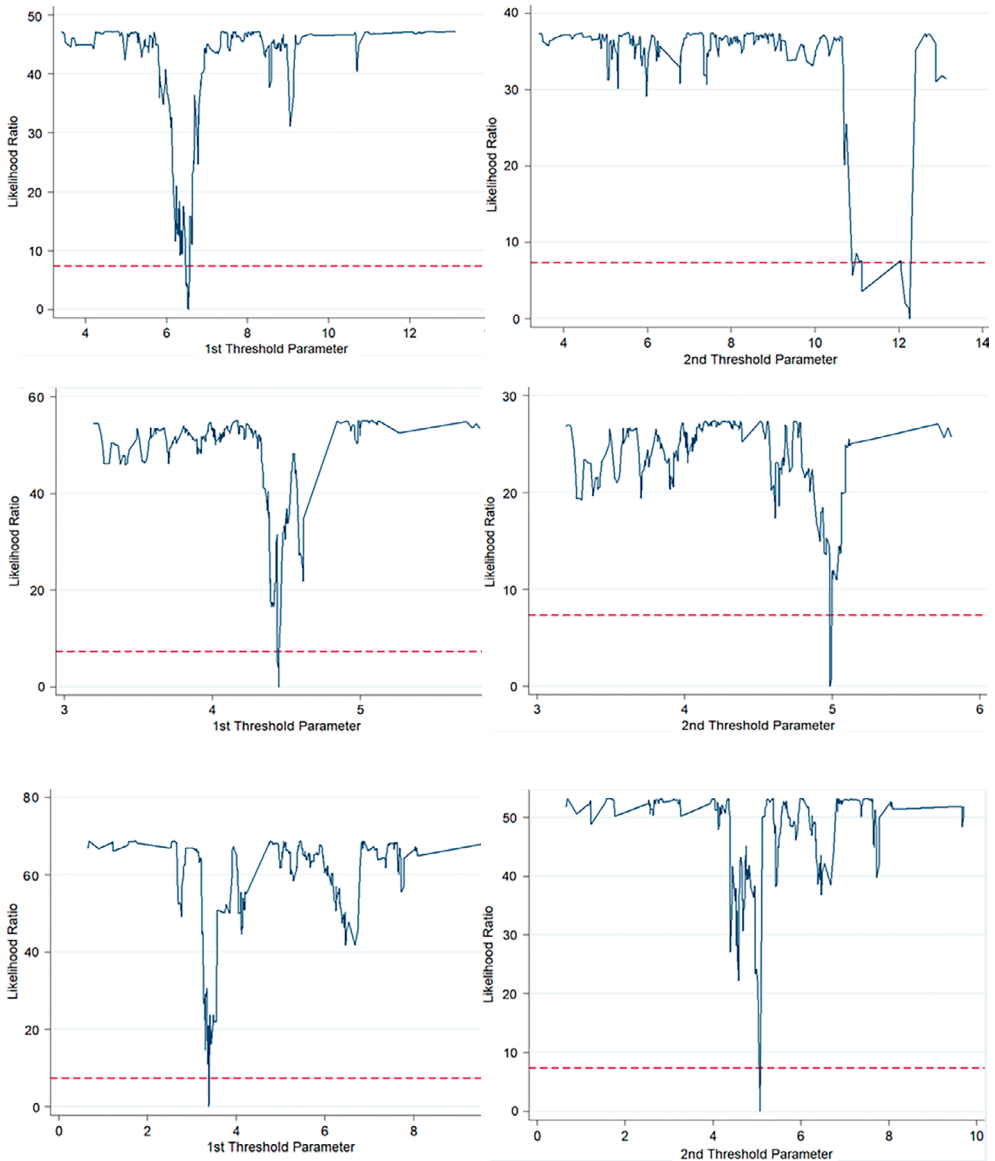 50
40
30
20
10
0
Likelihood Ratio
4 6 8 10 12
1st Threshold Parameter
40
30
20
10
0
Likelihood Ratio
4 6 8 10 12 14
2nd Threshold Parameter
60
40
20
0
Likelihood Ratio
3 4 5
1st Threshold Parameter
30
20
10
0
Likelihood Ratio
3 4 5 6
2nd Threshold Parameter
80
60
40
20
0
Likelihood Ratio
0 2 4 6 8
1st Threshold Parameter
50
40
30
20
10
0
Likelihood Ratio
0 2 4 6 8 10
2nd Threshold Parameter